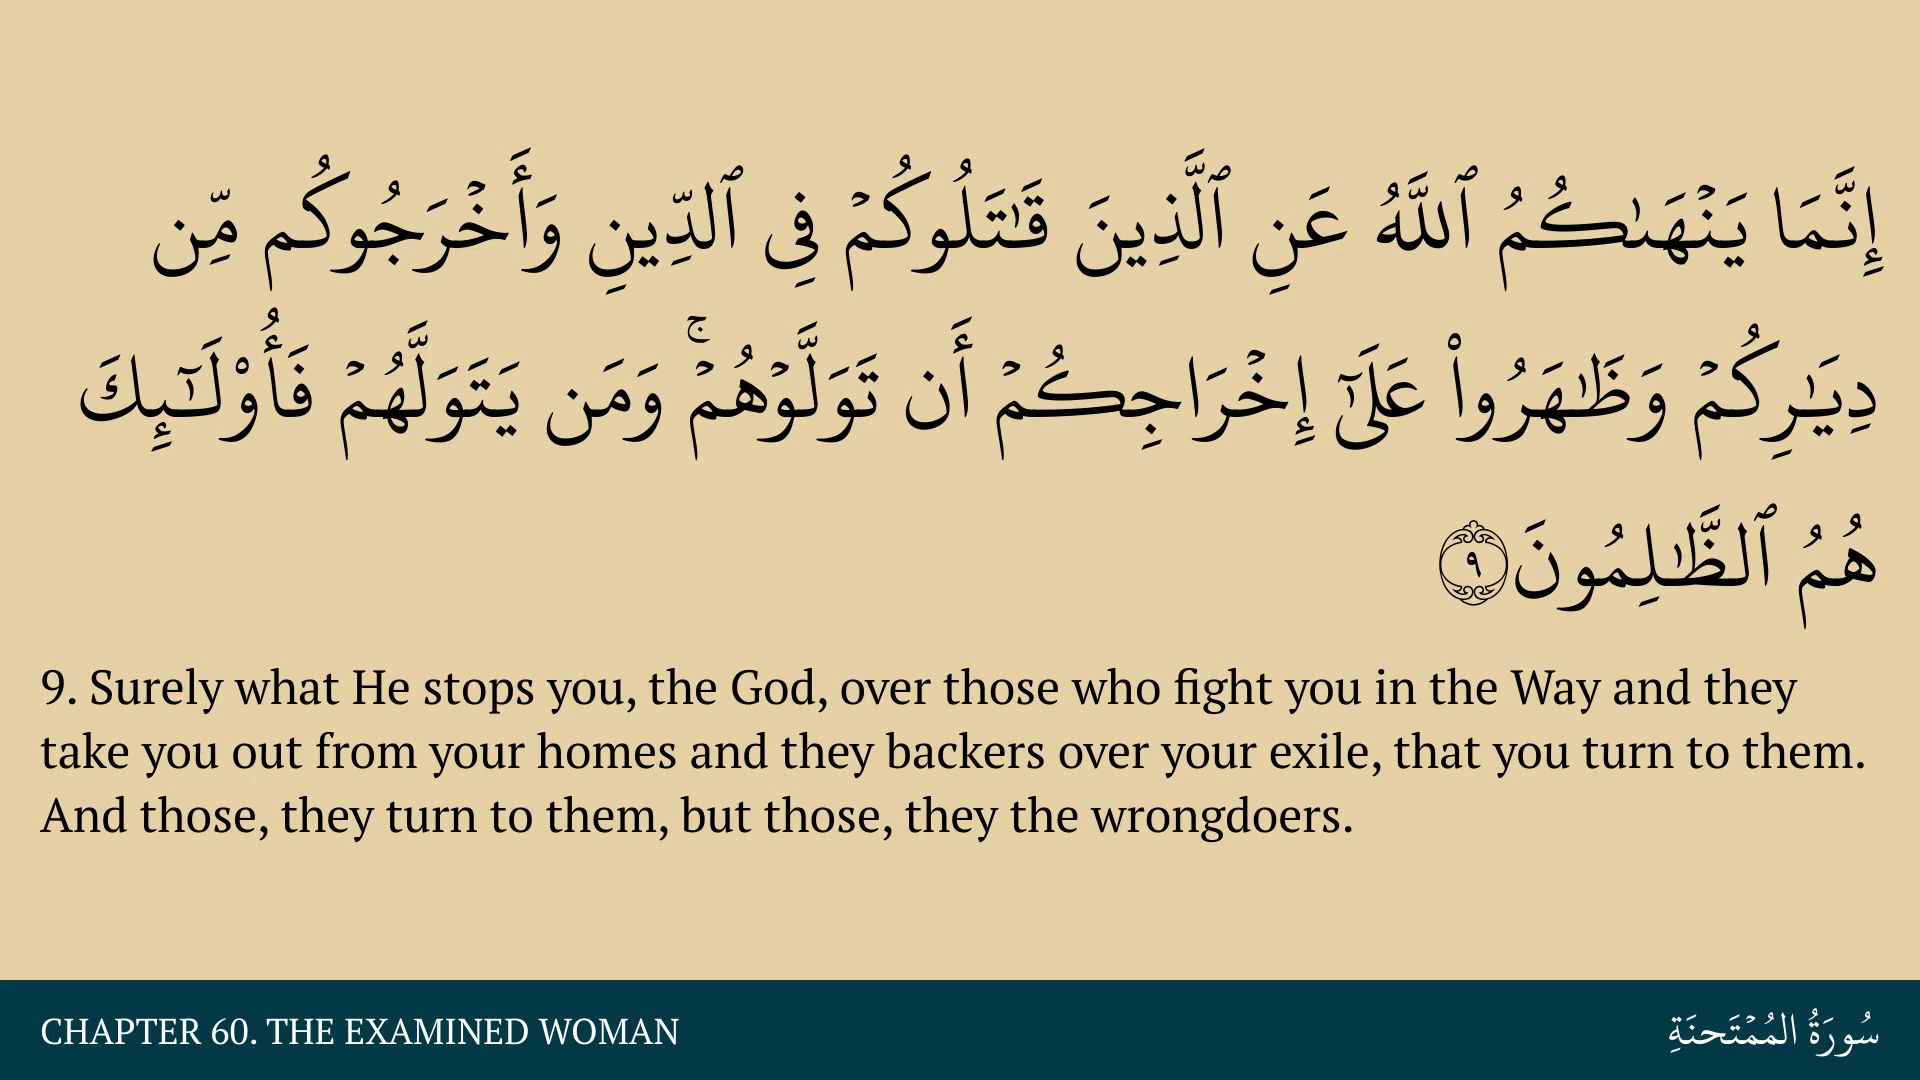 إِنَّمَا يَنۡهَىٰكُمُ ٱللَّهُ عَنِ ٱلَّذِينَ قَٰتَلُوكُمۡ فِى ٱلدِّينِ وَأَخۡرَجُوكُم مِّن
دِيَٰرِكُمۡ وَظَٰهَرُوا۟ عَلَىٰٓ إِخۡرَاجِكُمۡ أَن تَوَلَّوۡهُمۡۚ وَمَن يَتَوَلَّهُمۡ فَأُو۟لَٰٓئِكَ
هُمُ ٱلظَّٰلِمُونَ ٩
9. Surely what He stops you, the God, over those who fight you in the Way and they
take you out from your homes and they backers over your exile, that you turn to them.
And those, they turn to them, but those, they the wrongdoers.
CHAPTER 60. THE EXAMINED WOMAN
سُورَةُ المُمۡتَحنَةِ